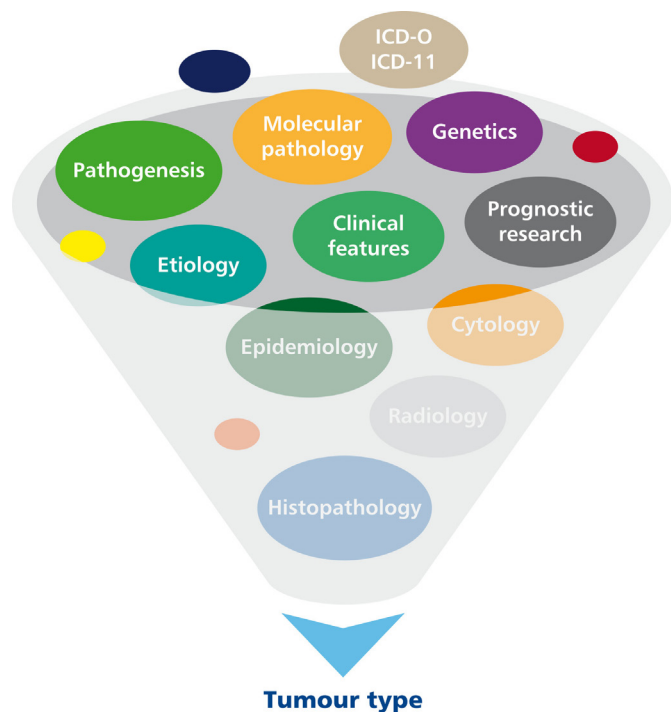 ICD-O
ICD-11
Molecular
pathology
Genetics
Pathogenesis
Prognostic
research
Clinical
features
Etiology
Cytology
Epidemiology
Radiology
Histopathology
Tumour type